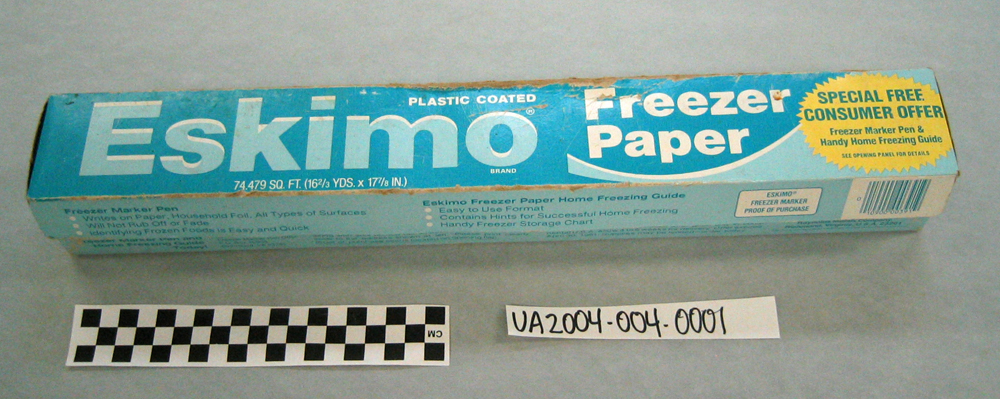 PLASTIC COATED
Eskimo®
BRAND
Freezer
Paper
74.479 SQ. FT. (16 2/3 YDS. x 17 7/8 IN.)
SPECIAL FREE
CONSUMER OFFER
Freezer Marker Pen &
Handy Home Freezing Guide
SEE OPENING PANEL FOR DETAILS
Freezer Marker Pen
• Writes on Paper, Household Foil, All Types of Surfaces
• Will Not Rub Off or Fade
• Identifying Frozen Foods is Easy and Quick
Eskimo Freezer Paper Home Freezing Guide
• Easy to Use Format
• Contains Hints for Successful Home Freezing
• Handy Freezer Storage Chart
ESKIMO®
FREEZER MARKER
PROOF OF PURCHASE
0
CM
UA2004-004-0001